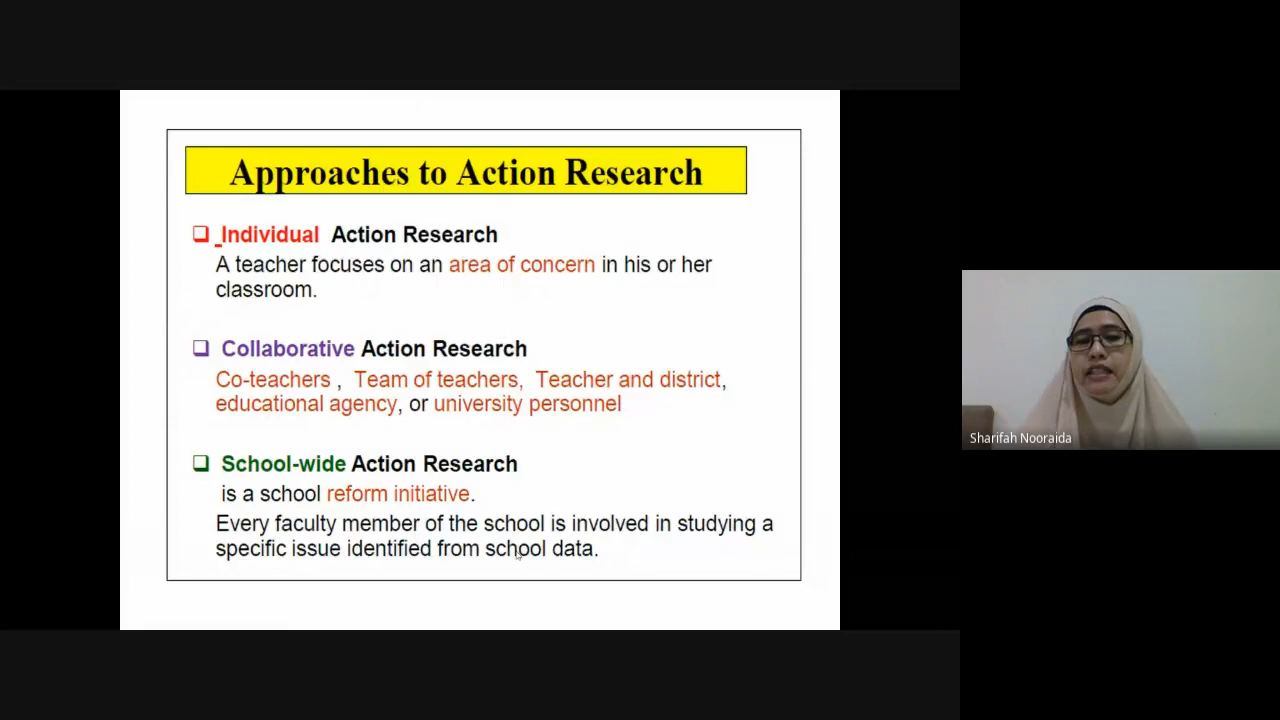 Approaches to Action Research
Individual Action Research
A teacher focuses on an area of concern in his or her
classroom.
Collaborative Action Research
Co-teachers , Team of teachers, Teacher and district,
educational agency, or university personnel
School-wide Action Research
is a school reform initiative.
Every faculty member of the school is involved in studying a
specific issue identified from school data.
Sharifah Nooraida